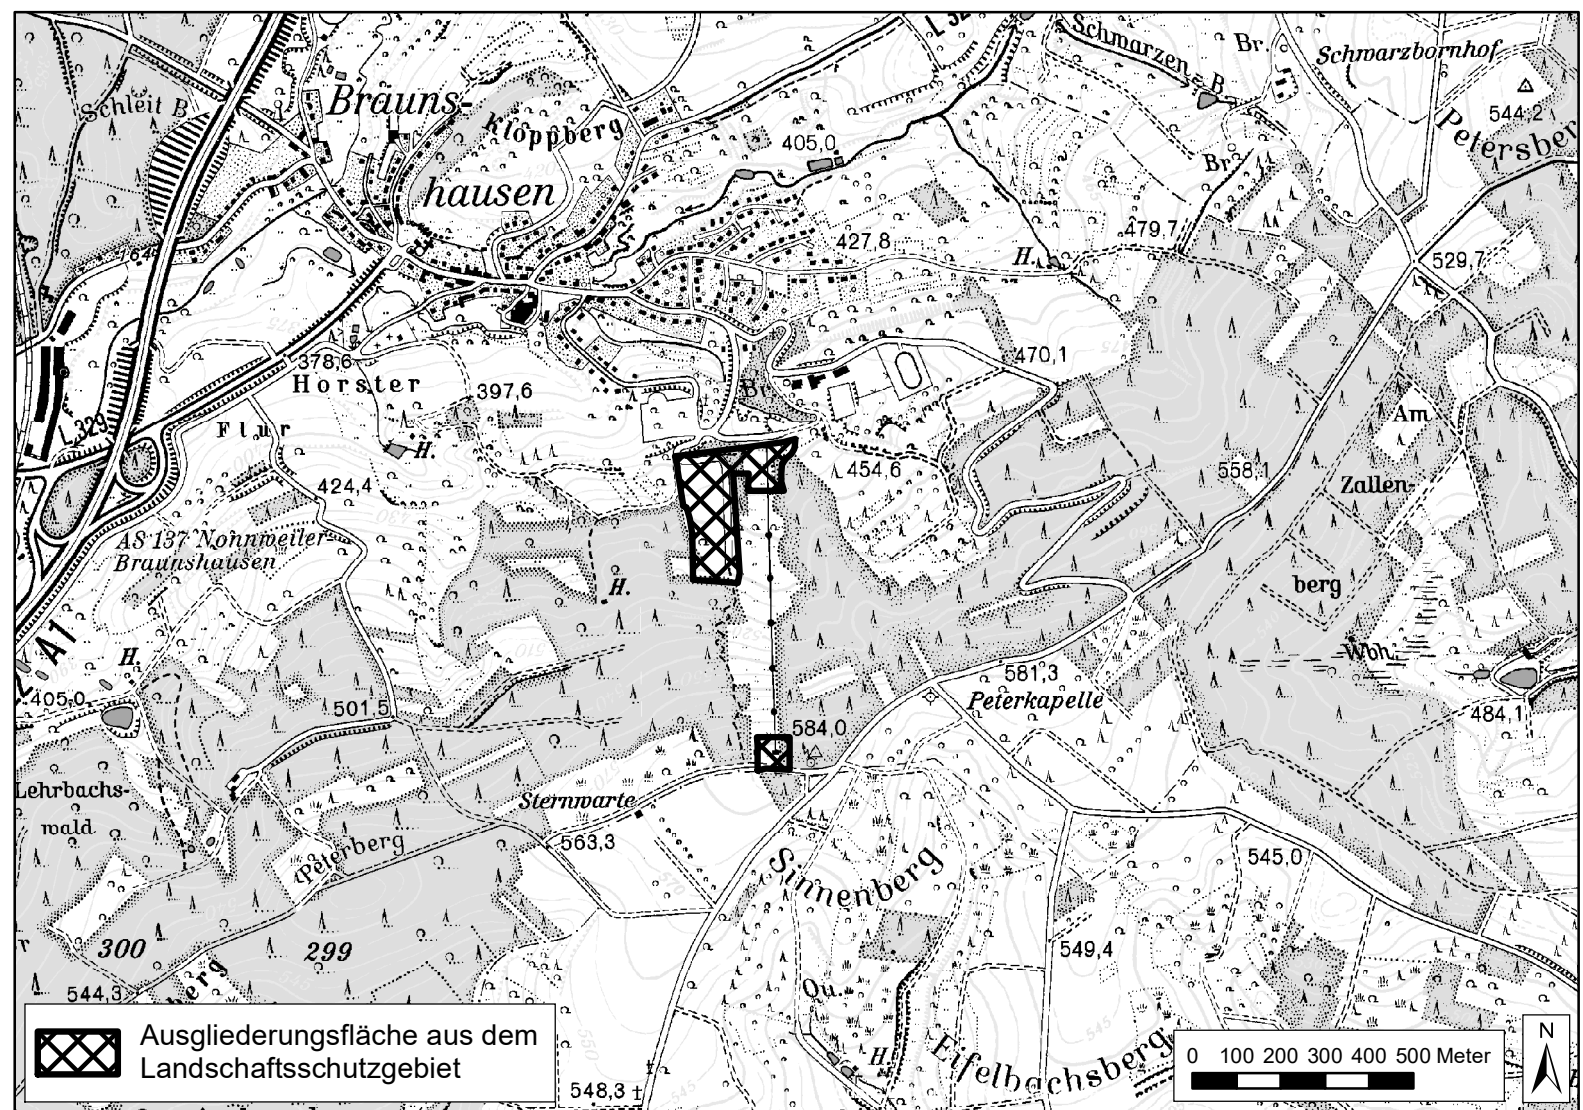 Schmarzen-B.
Br.
Schwarzbornhof
Schleit B
Brauns-
hausen
Kloppberg
405,0
544,2
Petersber
Br.
427,8
479,7
H.
529,7
378,6
Horster
Flur
397,6
470,1
Br.
L 329
H.
424,4
454,6
558,1
Am
Zallen-
berg
AS 137 Nonnweiler-
Braunshausen
H.
A1
H.
Wbh.
405,0
501,5
581,3
Peterkapelle
584,0
484,1
Lehrbachs-
wald
Sternwarte
563,3
Peterberg
Sinnenberg
545,0
300
299
549,4
544,3
berg
Qu.
H.
Eifelbachsberg
548,3
Ausgliederungsfläche aus dem
Landschaftsschutzgebiet
0 100 200 300 400 500 Meter
N